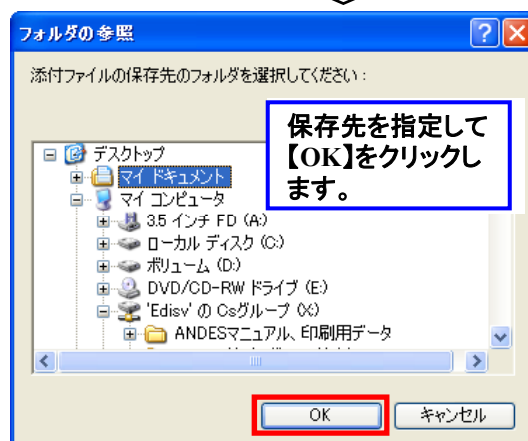 フォルダの参照
添付ファイルの保存先のフォルダを選択してください：
保存先を指定して
【OK】をクリックし
ます。
デスクトップ
マイ ドキュメント
マイ コンピュータ
3.5 インチ FD (A:)
ローカル ディスク (C:)
ボリューム (D:)
DVD/CD-RW ドライブ (E:)
'Edisv' の Csグループ (X:)
ANDESマニュアル、印刷用データ
OK
キャンセル